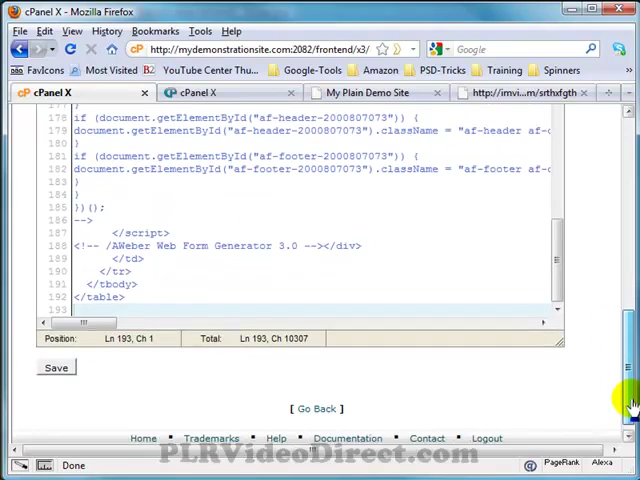 cPanel X - Mozilla Firefox
File Edit View History Bookmarks Tools Help
http://mydemonstrationsite.com:2082/frontend/x3/
Google
FavIcons Most Visited B2 YouTube Center Thu... Google-Tools Amazon PSD-Tricks Training Spinners
cPanel X
cPanel X
My Plain Demo Site
http://imvi...m/srthxfgth
177 }
178 if (document.getElementById("af-header-2000807073")) {
179 document.getElementById("af-header-2000807073").className = "af-header af-
180 }
181 if (document.getElementById("af-footer-2000807073")) {
182 document.getElementById("af-footer-2000807073").className = "af-footer af-
183 }
184 }
185 })();
186 -->
187 </script>
188 <!-- /AWeber Web Form Generator 3.0 --></div>
189 </td>
190 </tr>
191 </tbody>
192 </table>
193
Position: Ln 193, Ch 1 Total: Ln 193, Ch 10307
Save
[ Go Back ]
Home ▪ Trademarks ▪ Help ▪ Documentation ▪ Contact ▪ Logout
PLRVideoDirect.com
Done
PageRank
Alexa